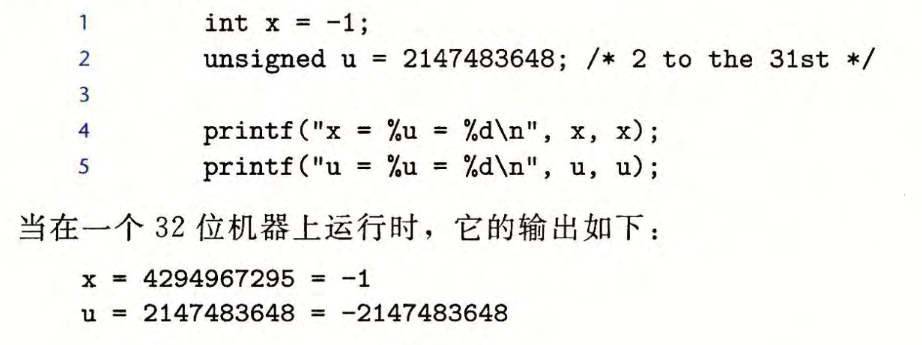 1 int x = -1;
2 unsigned u = 2147483648; /* 2 to the 31st */
3
4 printf("x = %u = %d\n", x, x);
5 printf("u = %u = %d\n", u, u);
当在一个 32 位机器上运行时，它的输出如下：
x = 4294967295 = -1
u = 2147483648 = -2147483648